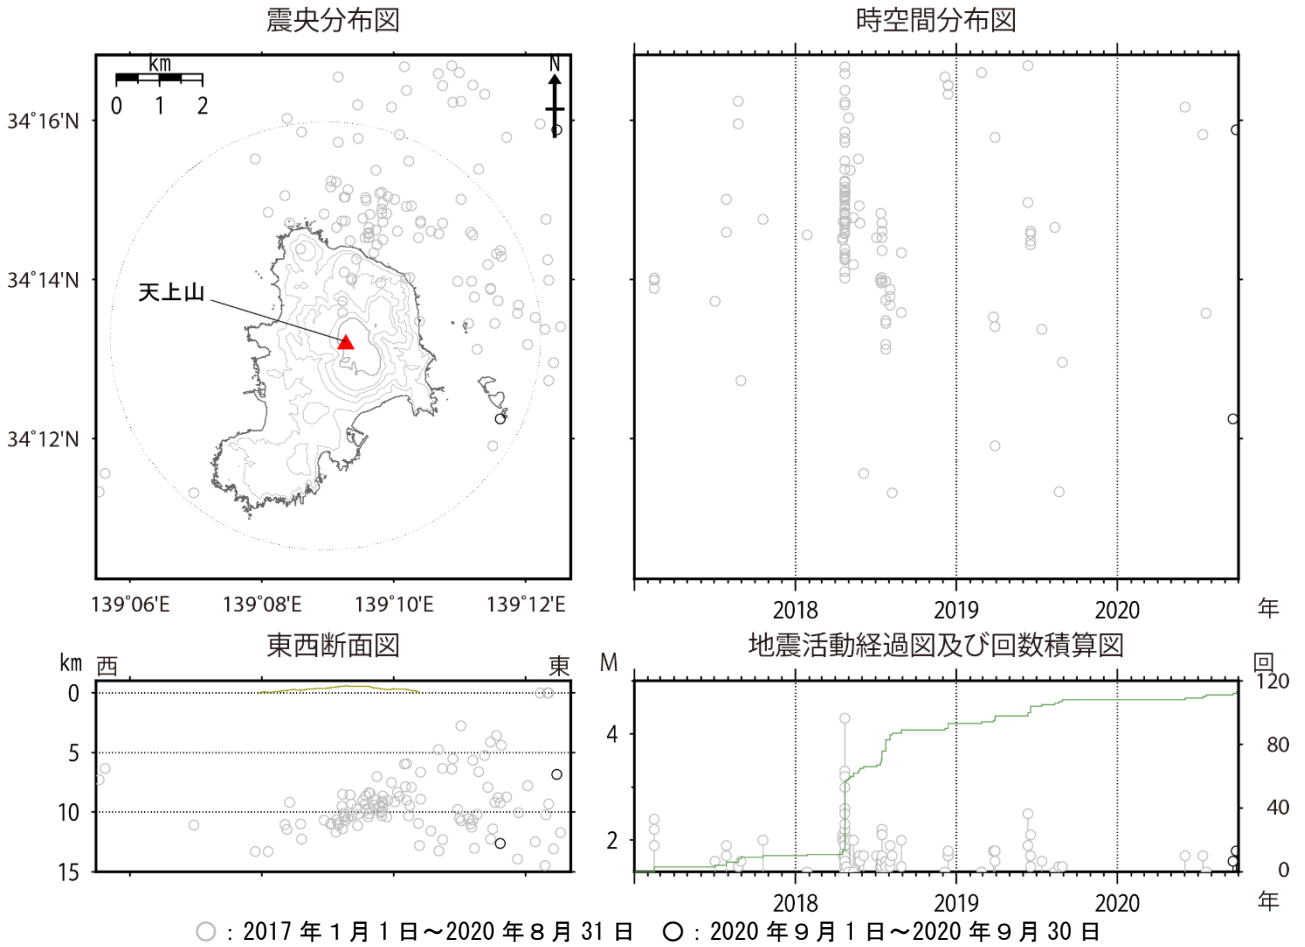 震央分布図
km
0 1 2
N
34°16'N
34°14'N
34°12'N
天上山
139°06'E 139°08'E 139°10'E 139°12'E
時空間分布図
2018 2019 2020 年
東西断面図
km 西 東
0
5
10
15
地震活動経過図及び回数積算図
M 回
4
2
120
80
40
0
2018 2019 2020 年
○ : 2017 年 1 月 1 日～2020 年 8 月 31 日 ○ : 2020 年 9 月 1 日～2020 年 9 月 30 日